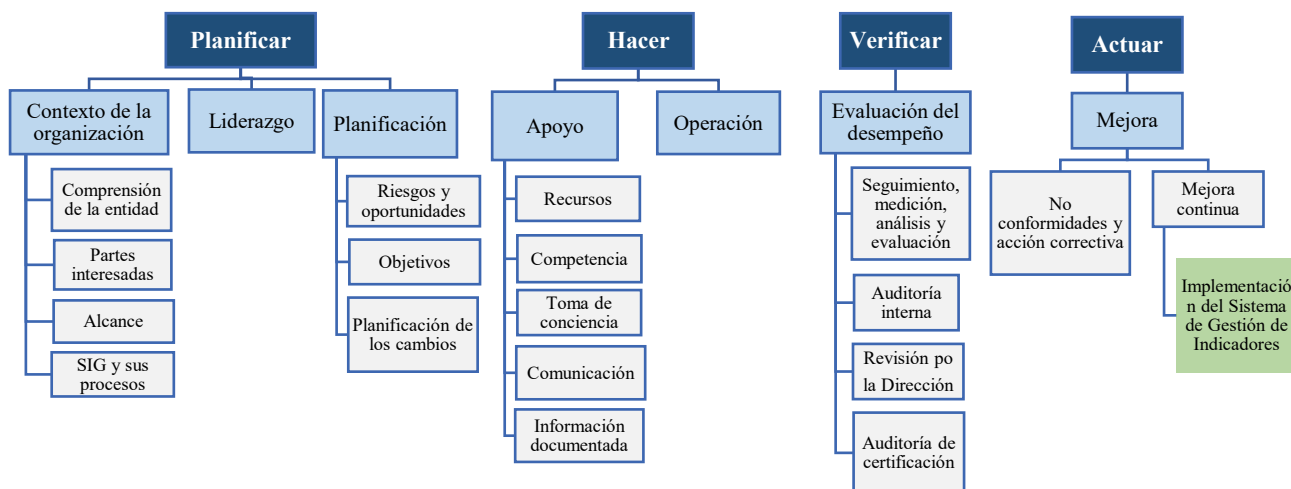 Planificar
Contexto de la
organización
Comprensión
de la entidad
Partes
interesadas
Alcance
SIG y sus
procesos
Liderazgo
Planificación
Riesgos y
oportunidades
Objetivos
Planificación de
los cambios
Hacer
Apoyo
Recursos
Competencia
Toma de
conciencia
Comunicación
Información
documentada
Operación
Verificar
Evaluación del
desempeño
Seguimiento,
medición,
análisis y
evaluación
Auditoría
interna
Revisión po
la Dirección
Auditoría de
certificación
Actuar
Mejora
No
conformidades y
acción correctiva
Mejora
continua
Implementació
n del Sistema
de Gestión de
Indicadores